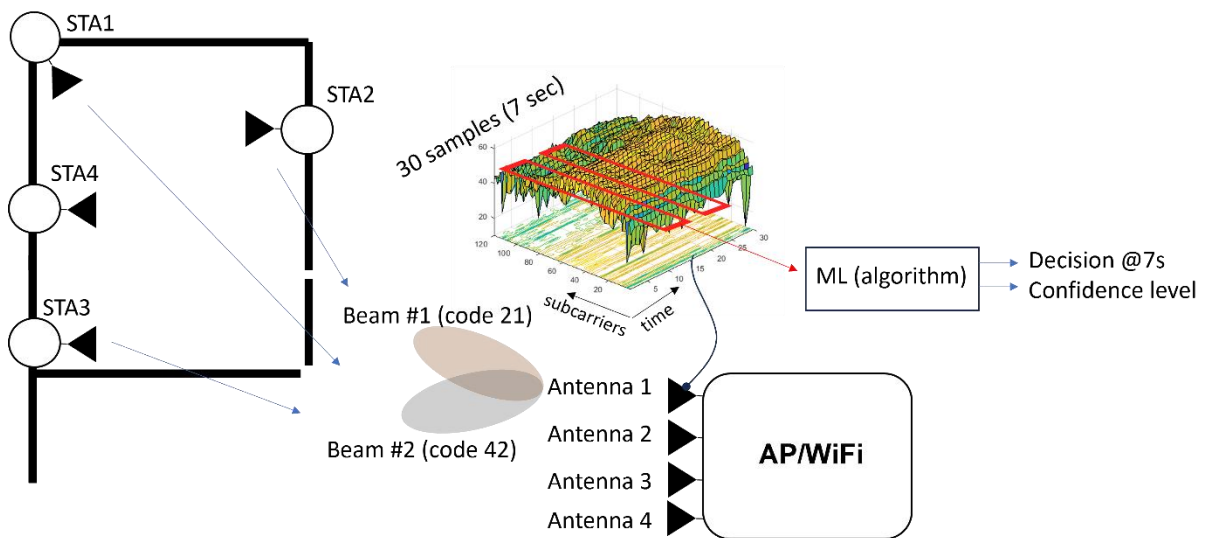 STA1
STA2
STA4
STA3
30 samples (7 sec)
60
40
20
120
100
80
60
40
20
5
10
15
20
25
30
subcarriers
time
ML (algorithm)
Decision @7s
Confidence level
Beam #1 (code 21)
Beam #2 (code 42)
Antenna 1
Antenna 2
Antenna 3
Antenna 4
AP/WiFi